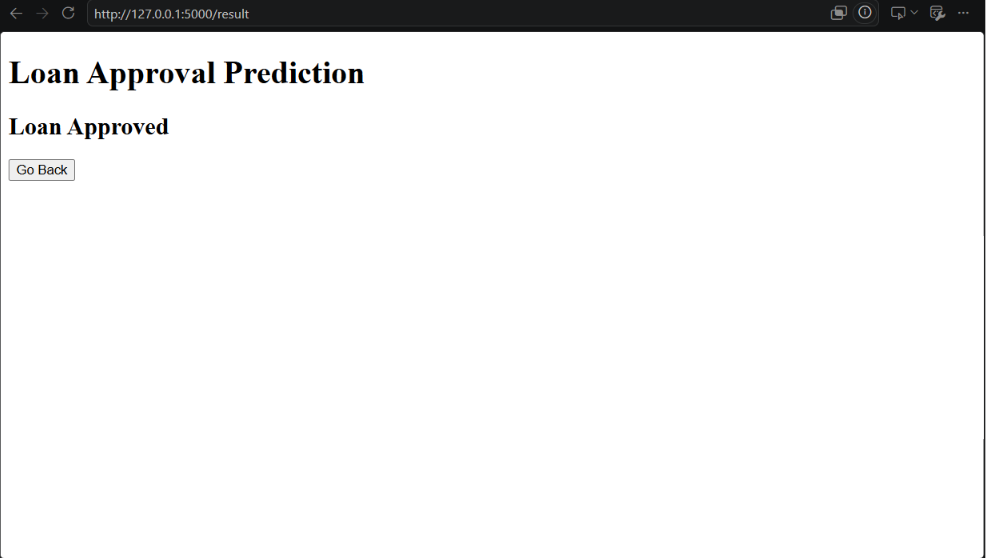 http://127.0.0.1:5000/result
Loan Approval Prediction
Loan Approved
Go Back